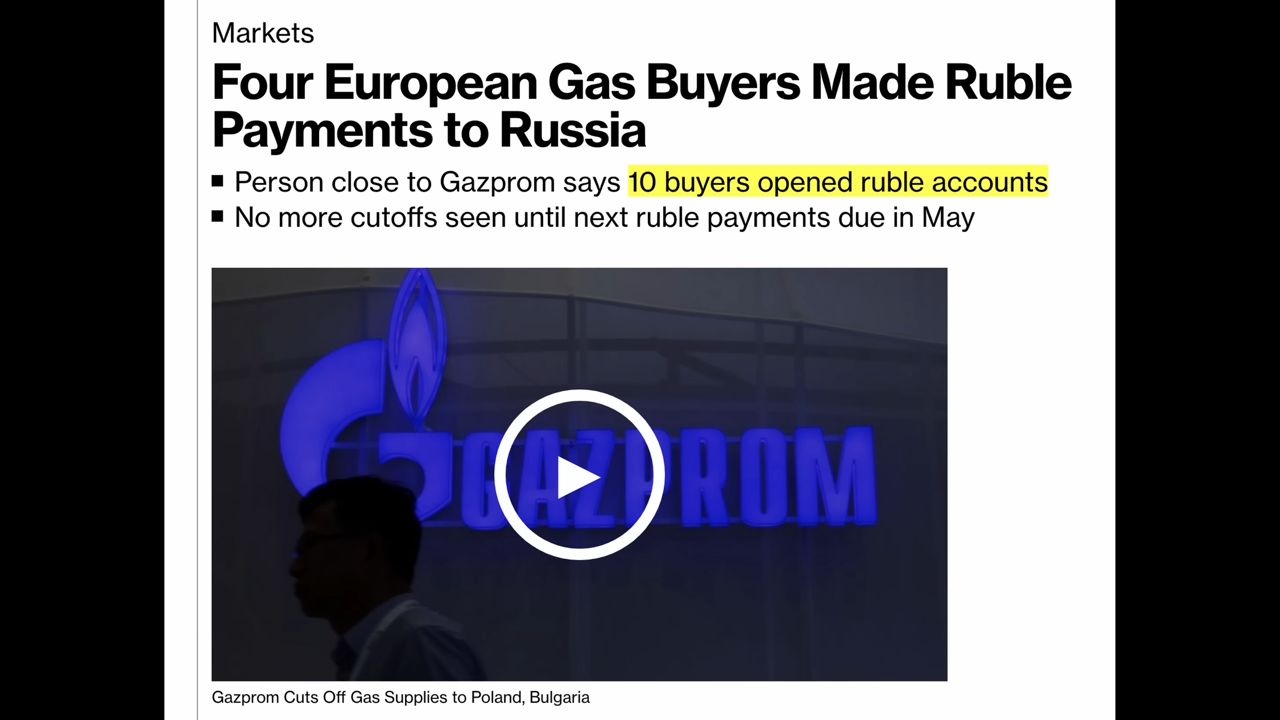 Markets
Four European Gas Buyers Made Ruble
Payments to Russia
Person close to Gazprom says 10 buyers opened ruble accounts
No more cutoffs seen until next ruble payments due in May
GAZPROM
Gazprom Cuts Off Gas Supplies to Poland, Bulgaria